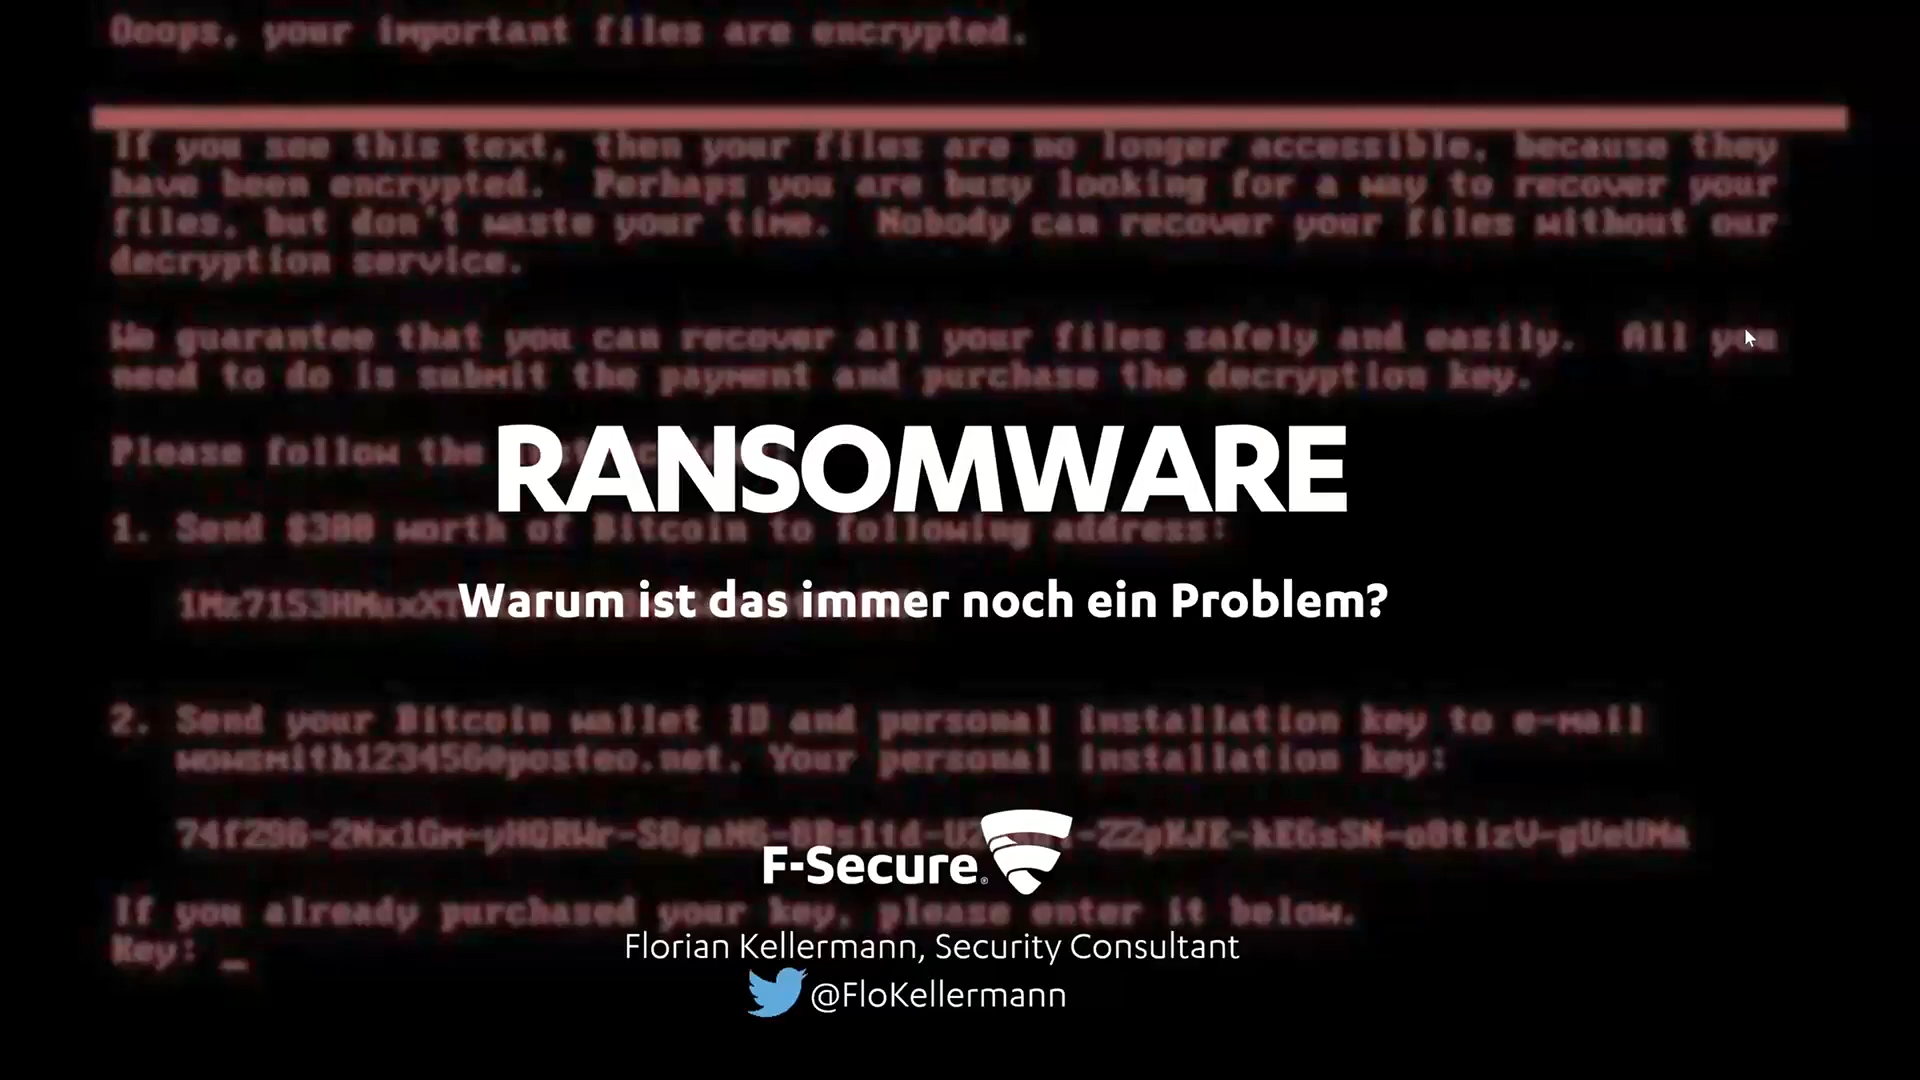 Ooops, your important files are encrypted.
If you see this text, then your files are no longer accessible, because they
have been encrypted. Perhaps you are busy looking for a way to recover your
files, but don't waste your time. Nobody can recover your files without our
decryption service.
We guarantee that you can recover all your files safely and easily. All you
need to do is submit the payment and purchase the decryption key.
Please follow the
RANSOMWARE
1. Send $300 worth of Bitcoin to following address:
Warum ist das immer noch ein Problem?
2. Send your Bitcoin wallet ID and personal installation key to e-mail
wowsmith123456@posteo.net. Your personal installation key:
F-Secure
If you already purchased your key, please enter it below.
Key: _
Florian Kellermann, Security Consultant
@FloKellermann